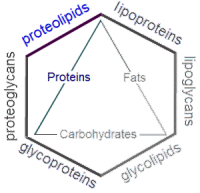 proteolipids
lipoproteins
Proteins
Fats
proteoglycans
lipoglycans
Carbohydrates
glycoproteins
glycolipids